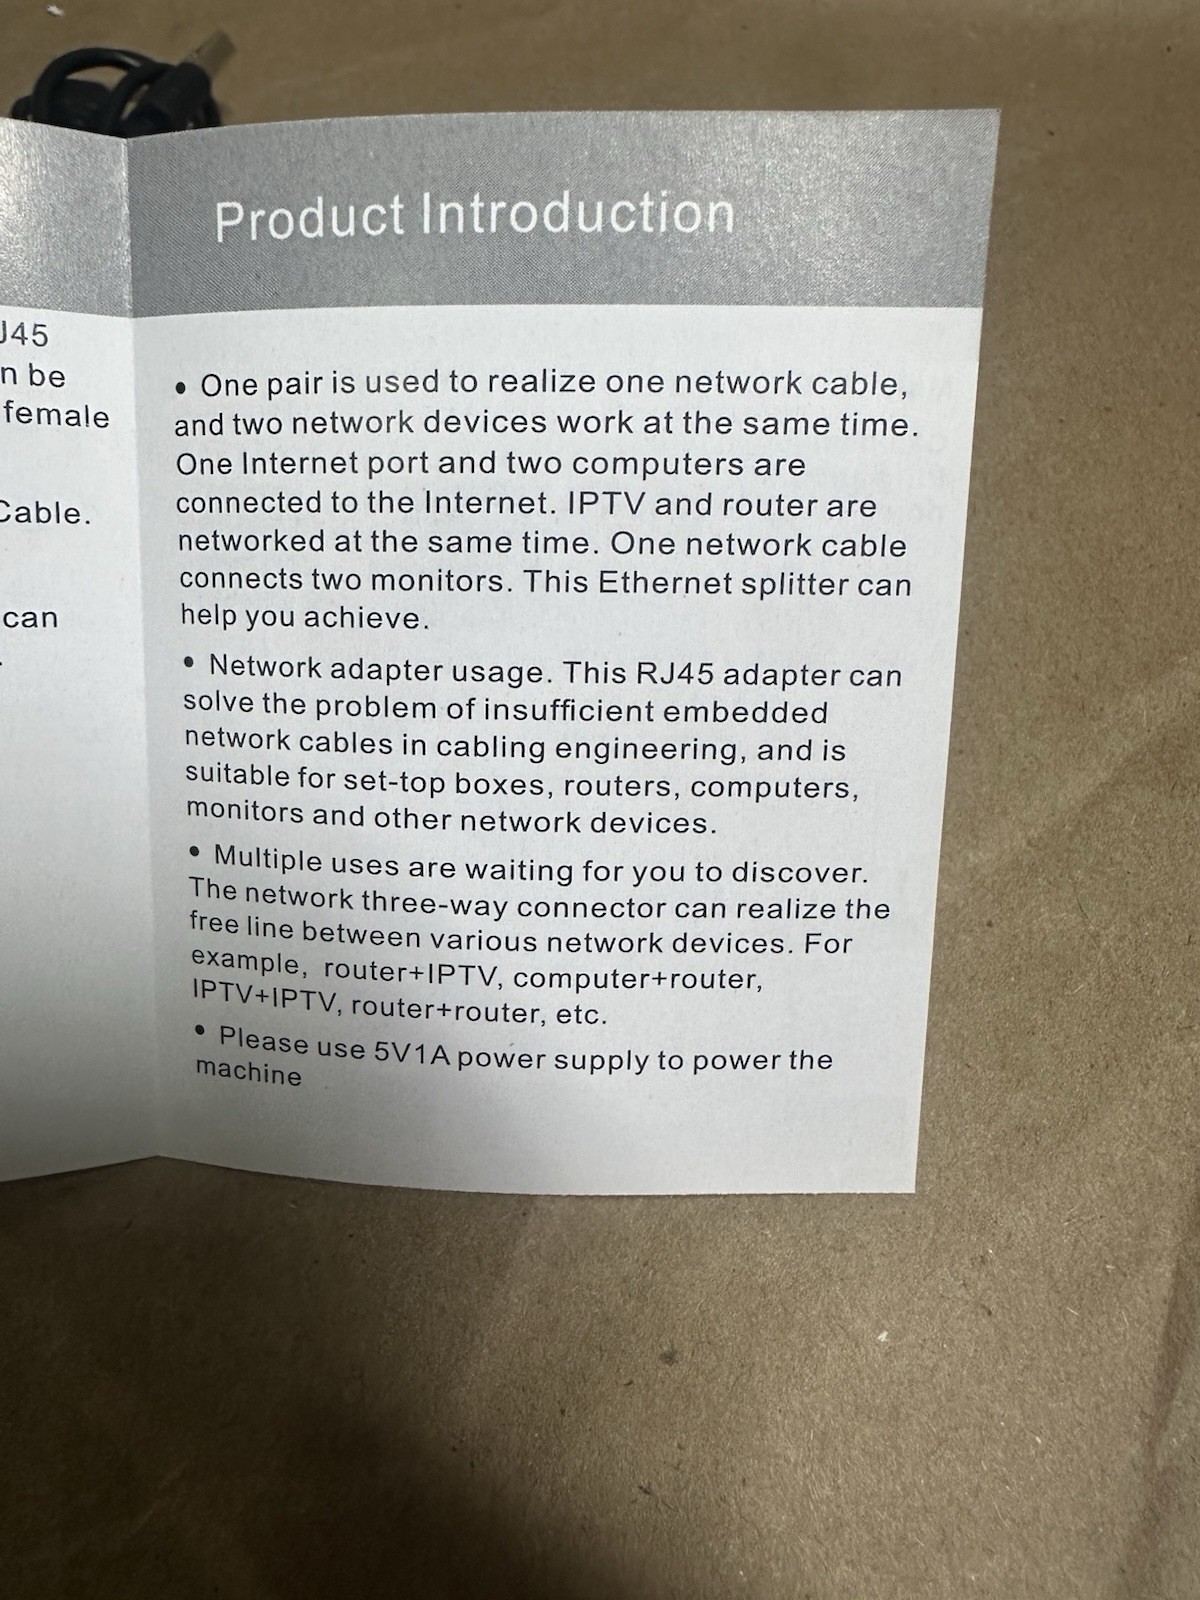 J45
n be
female
Cable.
can
Product Introduction
• One pair is used to realize one network cable,
and two network devices work at the same time.
One Internet port and two computers are
connected to the Internet. IPTV and router are
networked at the same time. One network cable
connects two monitors. This Ethernet splitter can
help you achieve.
• Network adapter usage. This RJ45 adapter can
solve the problem of insufficient embedded
network cables in cabling engineering, and is
suitable for set-top boxes, routers, computers,
monitors and other network devices.
• Multiple uses are waiting for you to discover.
The network three-way connector can realize the
free line between various network devices. For
example, router+IPTV, computer+router,
IPTV+IPTV, router+router, etc.
• Please use 5V1A power supply to power the
machine